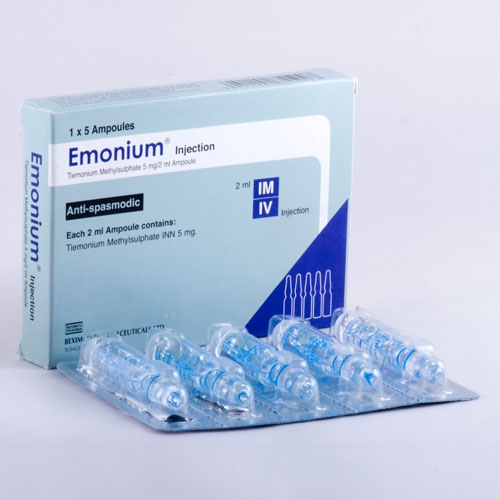 1 x 5 Ampoules
Emonium® Injection
Tiemonium Methylsulphate 5 mg/2 ml Ampoule
Anti-spasmodic
Each 2 ml Ampoule contains:
Tiemonium Methylsulphate INN 5 mg.
2 ml IM
IV Injection
Emonium® Injection
Tiemonium Methylsulphate 5 mg/2 ml Ampoule